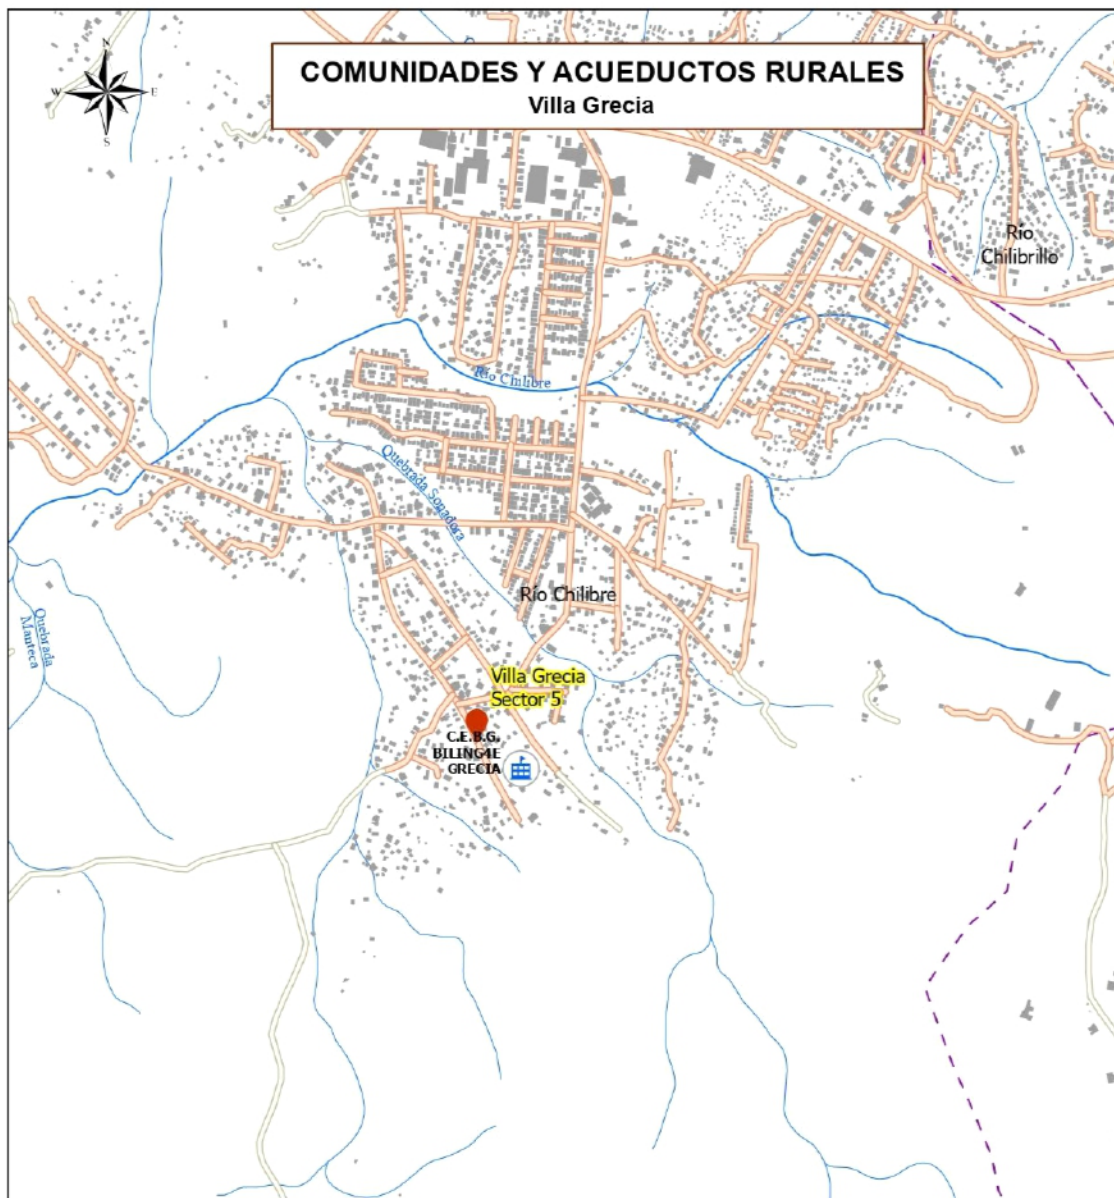 COMUNIDADES Y ACUEDUCTOS RURALES
Villa Grecia
N
W
E
S
Río
Chilibrillo
Río Chilibre
Quebrada Sonadora
Río Chilibre
Quebrada
Manteca
Villa Grecia
Sector 5
C.E.B.G.
BILING4E
GRECIA